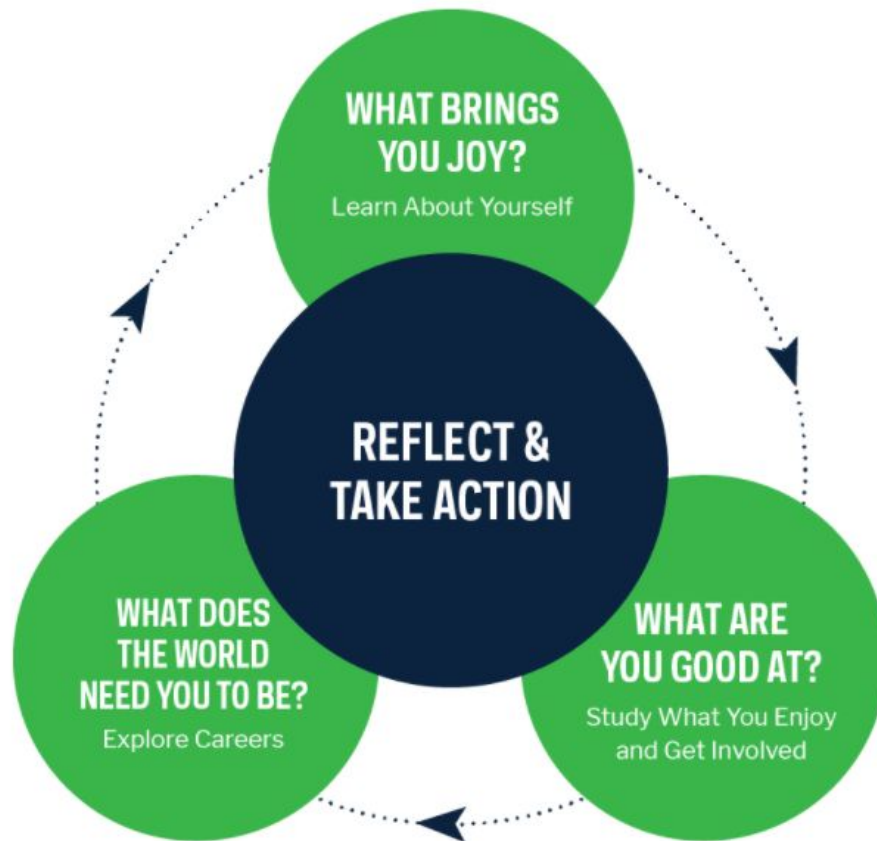 WHAT BRINGS
YOU JOY?
Learn About Yourself
REFLECT &
TAKE ACTION
WHAT DOES
THE WORLD
NEED YOU TO BE?
Explore Careers
WHAT ARE
YOU GOOD AT?
Study What You Enjoy
and Get Involved